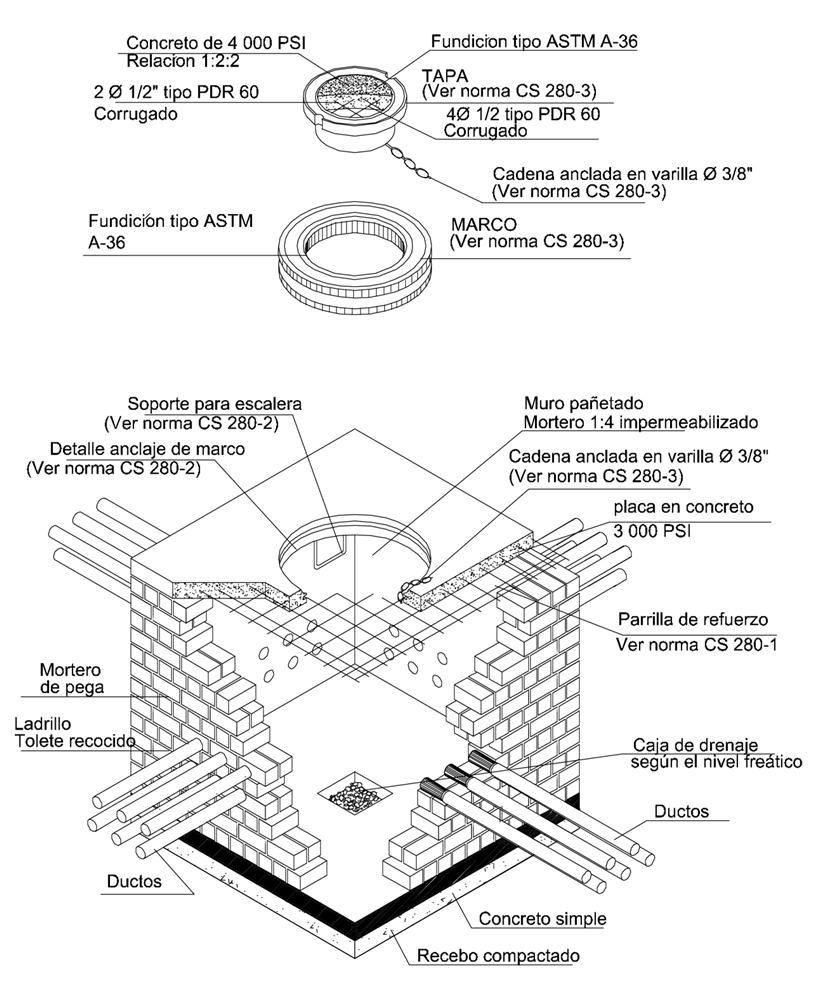 Concreto de 4 000 PSI
Relacion 1:2:2
Fundicion tipo ASTM A-36
2 Ø 1/2" tipo PDR 60
Corrugado
TAPA
(Ver norma CS 280-3)
4Ø 1/2 tipo PDR 60
Corrugado
Cadena anclada en varilla Ø 3/8"
(Ver norma CS 280-3)
Fundición tipo ASTM
A-36
MARCO
(Ver norma CS 280-3)
Soporte para escalera
(Ver norma CS 280-2)
Detalle anclaje de marco
(Ver norma CS 280-2)
Muro pañetado
Mortero 1:4 impermeabilizado
Cadena anclada en varilla Ø 3/8"
(Ver norma CS 280-3)
placa en concreto
3 000 PSI
Parrilla de refuerzo
Ver norma CS 280-1
Mortero
de pega
Ladrillo
Tolete recocido
Caja de drenaje
según el nivel freático
Ductos
Ductos
Concreto simple
Recebo compactado